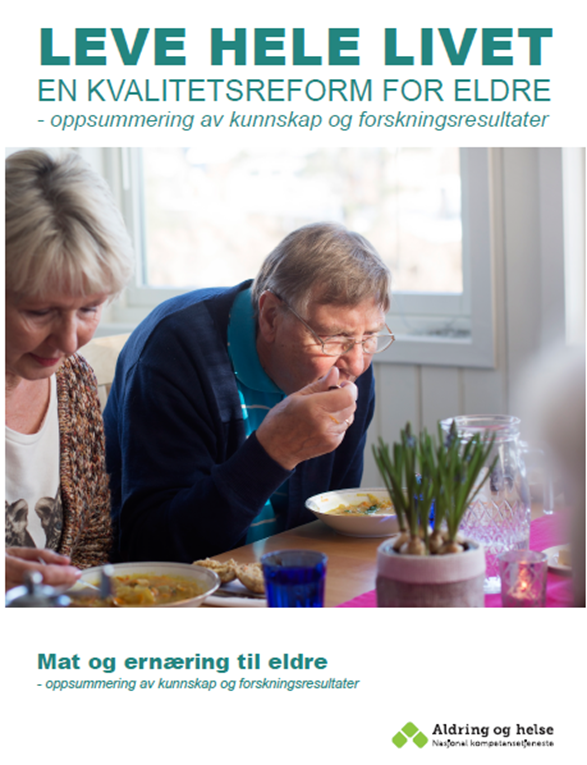 LEVE HELE LIVET
EN KVALITETSREFORM FOR ELDRE
- oppsummering av kunnskap og forskningsresultater
Mat og ernæring til eldre
- oppsummering av kunnskap og forskningsresultater
Aldring og helse
Nasjonal kompetansetjeneste